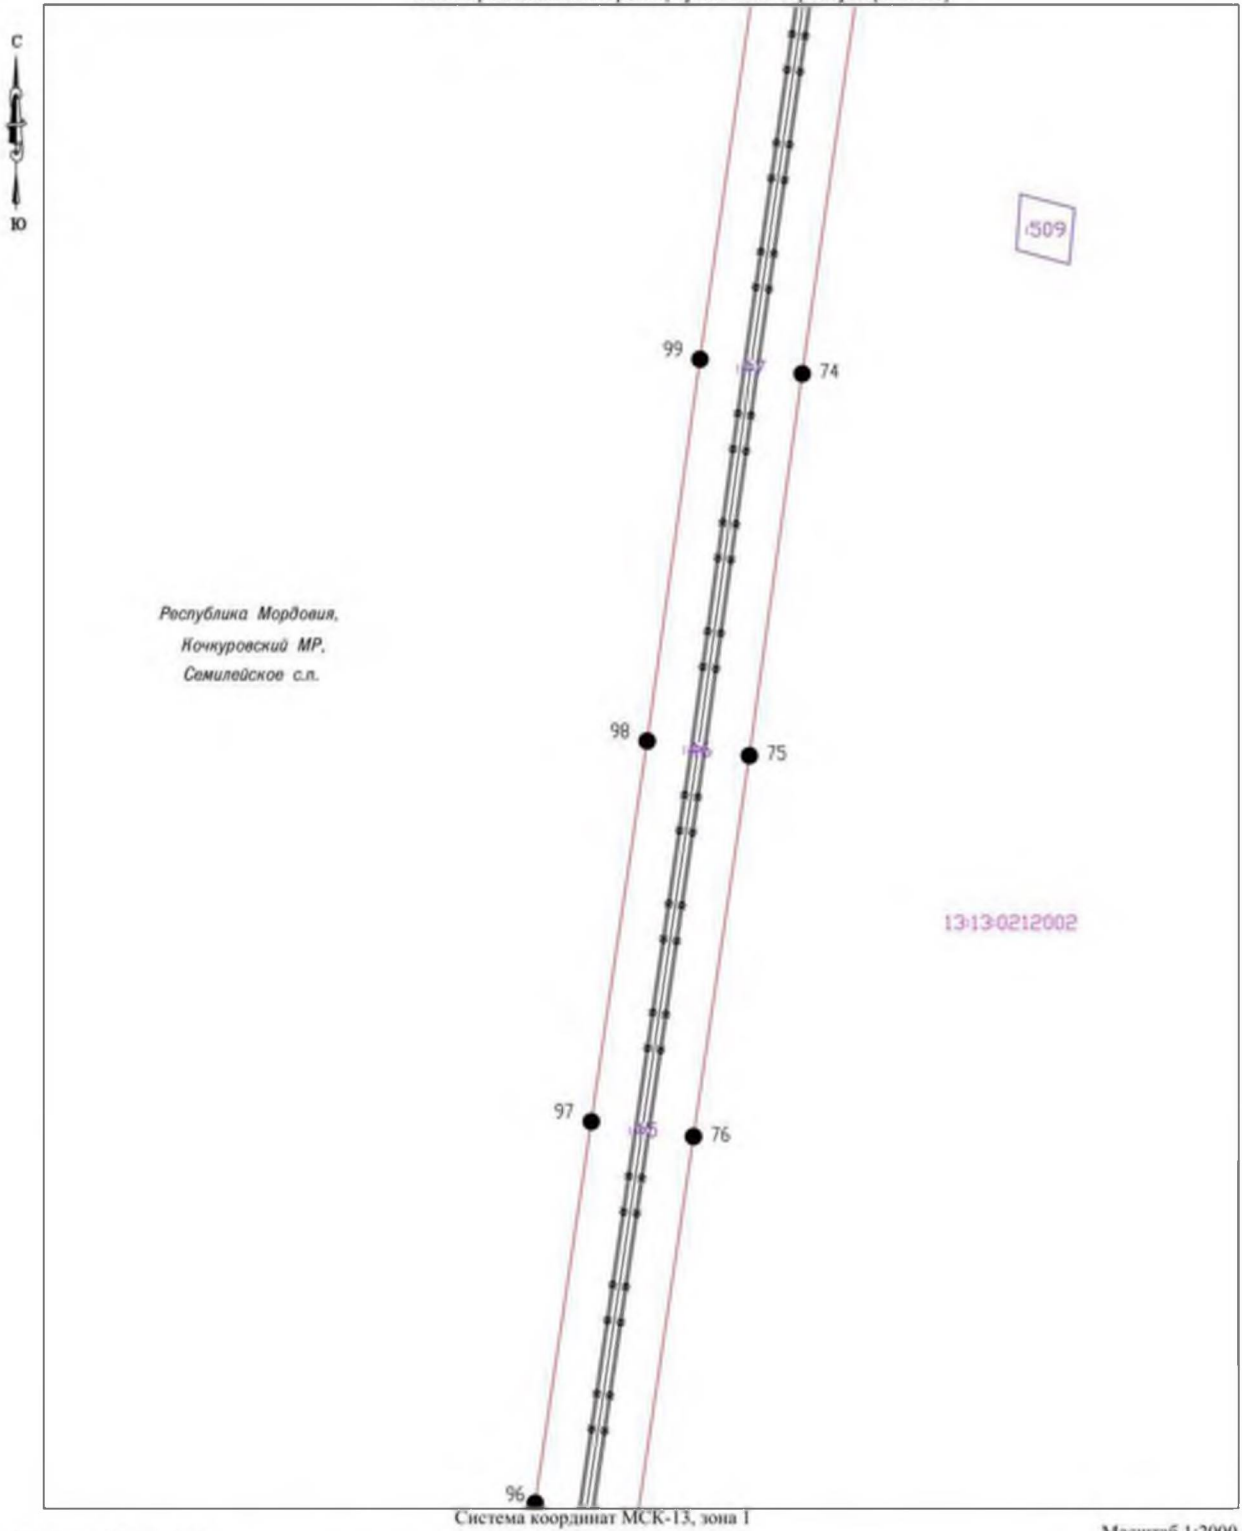 С
Ю
:509
99
74
Республика Мордовия,
Кочкуровский МР,
Семилейское с.п.
98
75
13:13:0212002
97
76
96
Система координат МСК-13, зона 1